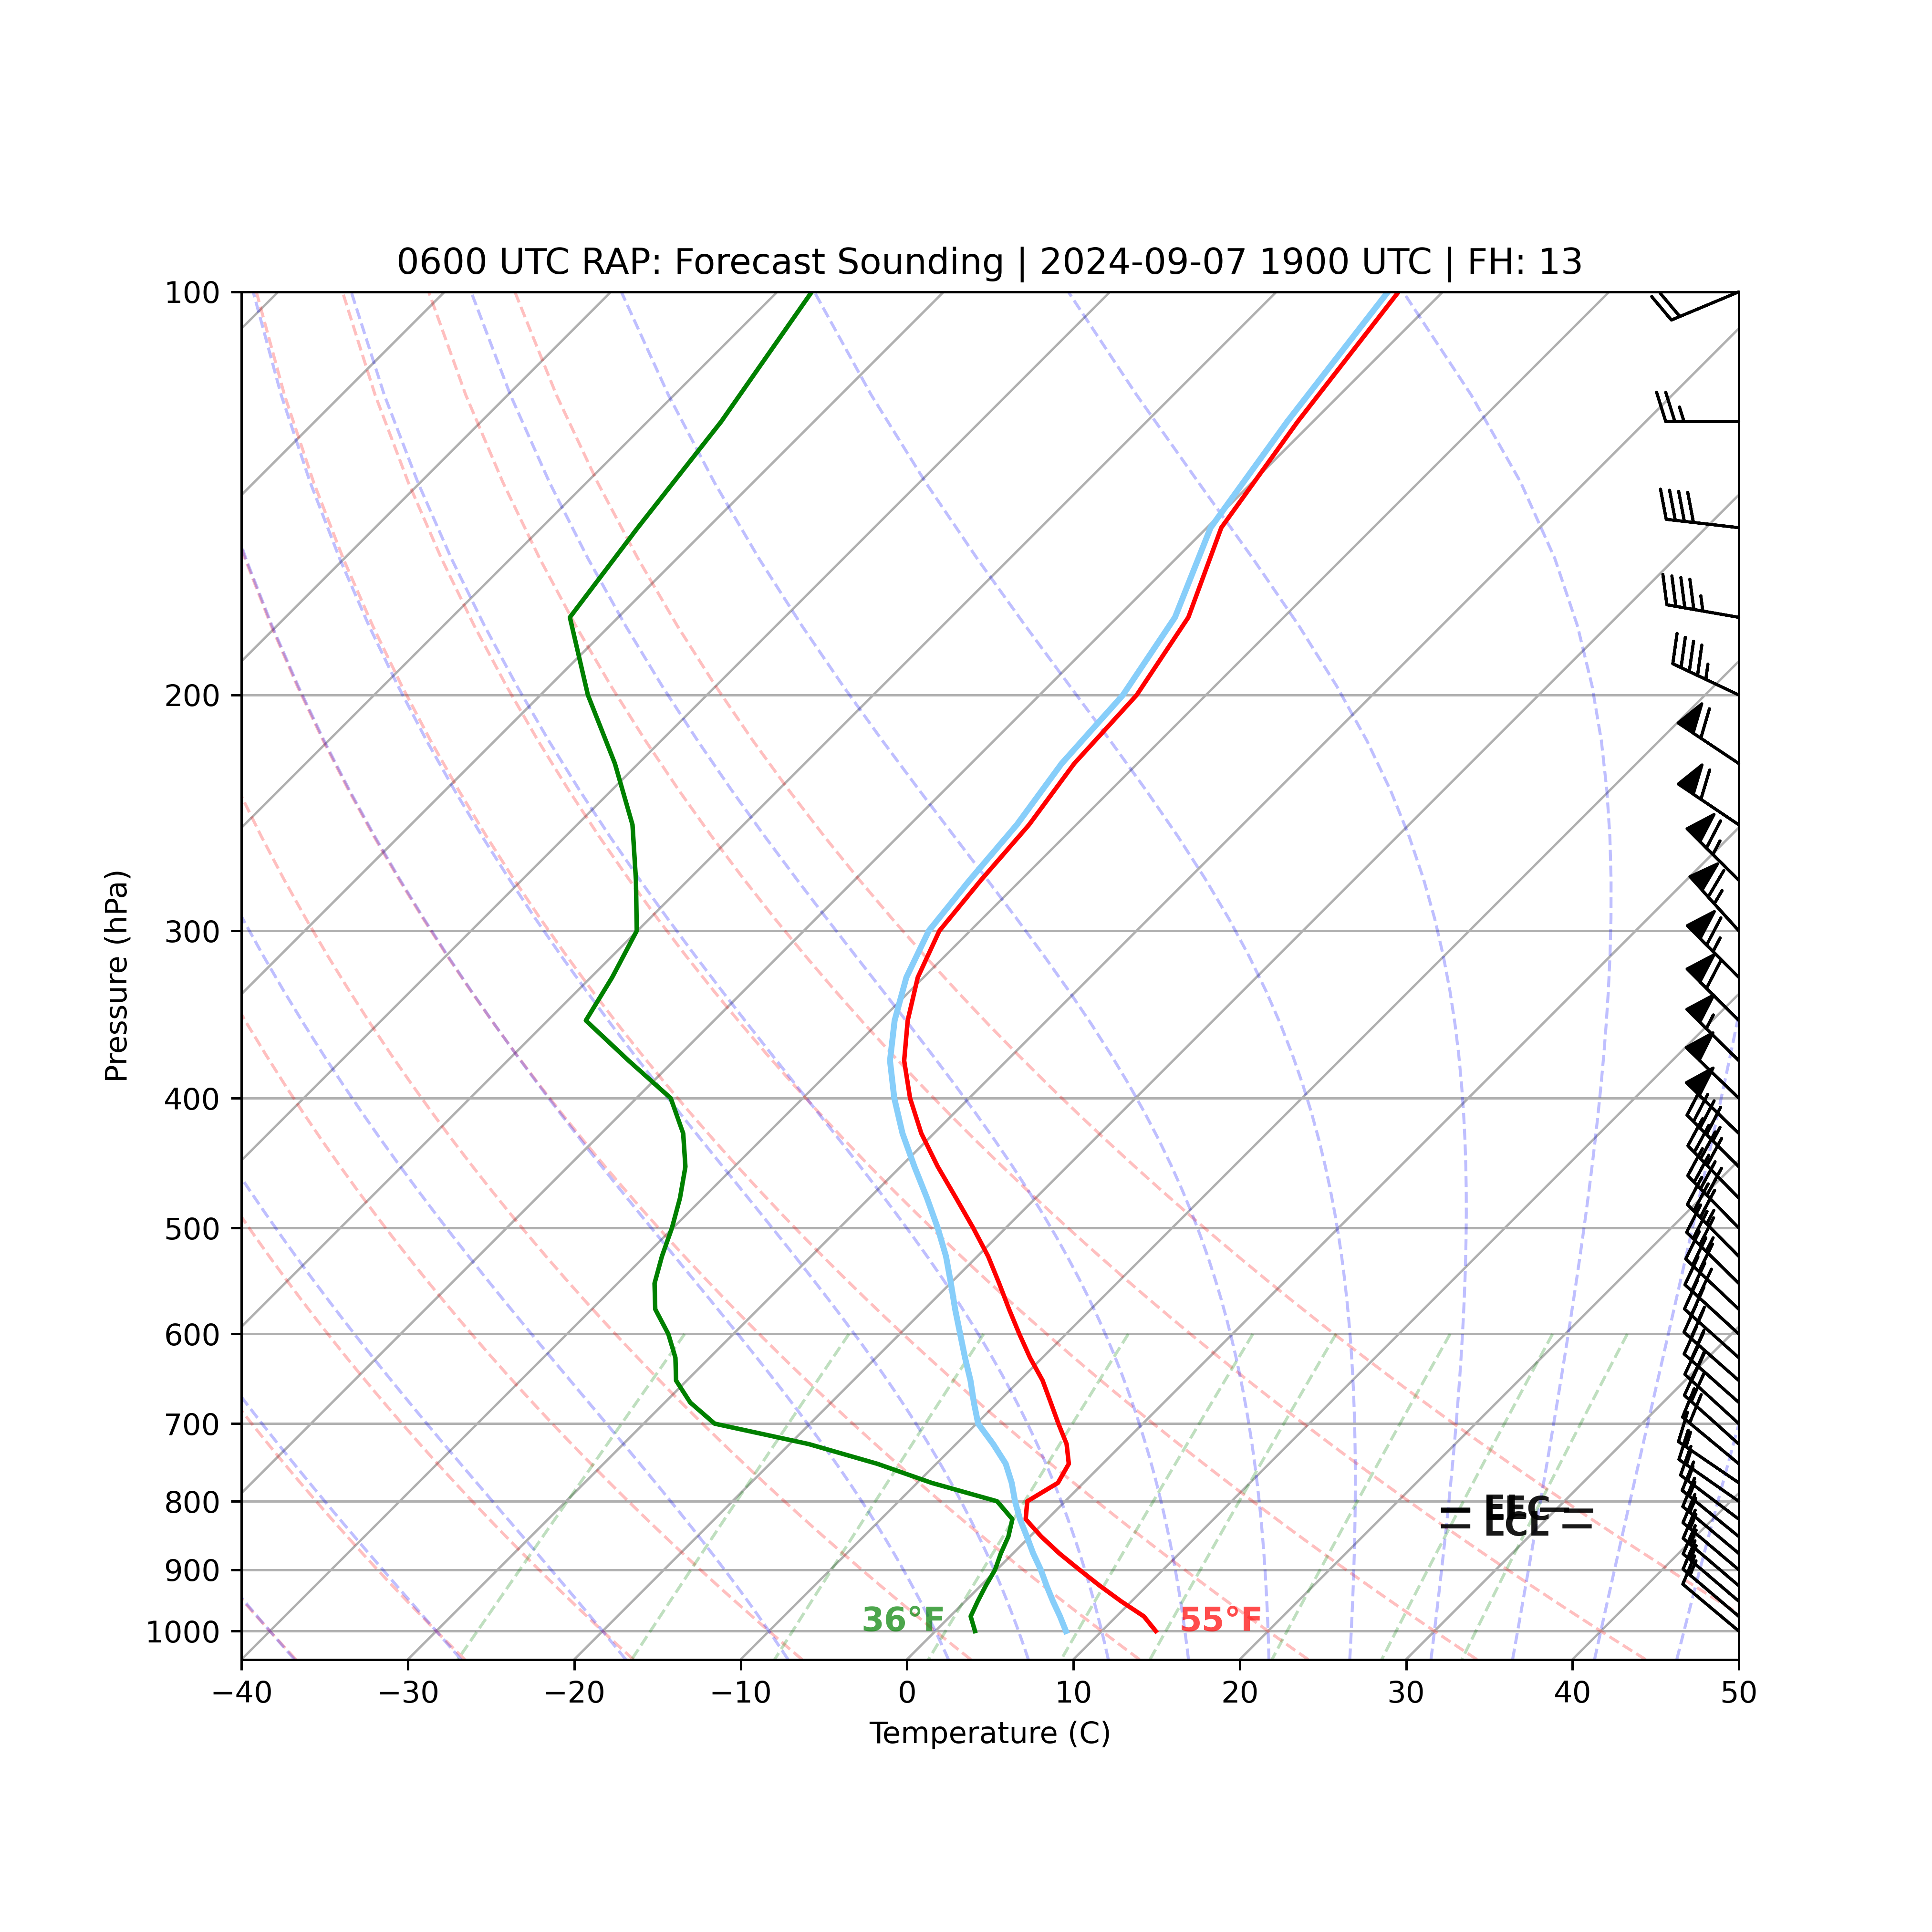 0600 UTC RAP: Forecast Sounding | 2024-09-07 1900 UTC | FH: 13
100
200
300
400
500
600
700
800
900
1000
Pressure (hPa)
36°F
55°F
LCL
−40 −30 −20 −10 0 10 20 30 40 50
Temperature (C)